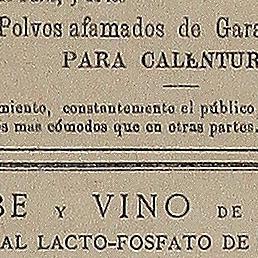 Polvos afamados de Gara
PARA CALENTUR
miento, constantemente el público
s mas cómodos que en otras partes.
BE Y VINO DE
AL LACTO-FOSFATO DE